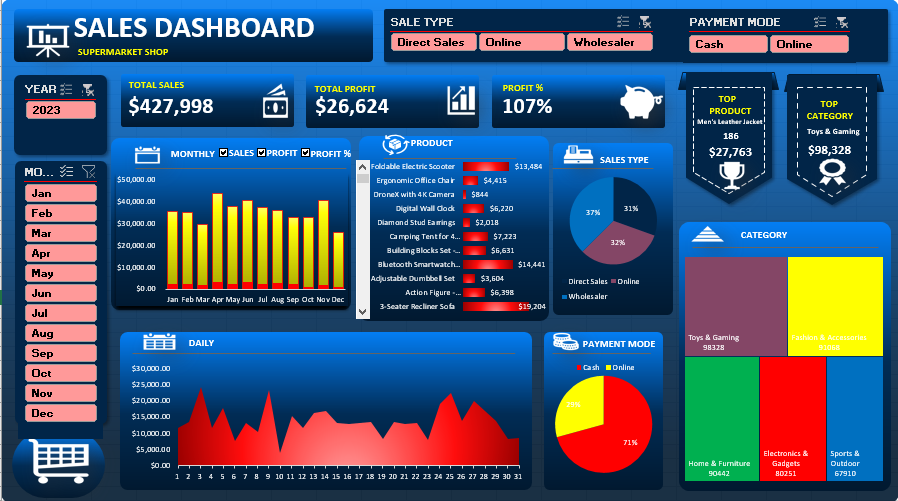 SALES DASHBOARD
SUPERMARKET SHOP
SALE TYPE
Direct Sales
Online
Wholesaler
PAYMENT MODE
Cash
Online
YEAR
2023
TOTAL SALES
$427,998
TOTAL PROFIT
$26,624
PROFIT %
107%
TOP
PRODUCT
Men's Leather Jacket
186
$27,763
TOP
CATEGORY
Toys & Gaming
$98,328
MO...
Jan
Feb
Mar
Apr
May
Jun
Jul
Aug
Sep
Oct
Nov
Dec
MONTHLY
SALES
PROFIT
PROFIT %
$50,000.00
$40,000.00
$30,000.00
$20,000.00
$10,000.00
$0.00
Jan Feb Mar Apr May Jun Jul Aug Sep Oct Nov Dec
PRODUCT
Foldable Electric Scooter $13,484
Ergonomic Office Chair $4,415
DroneX with 4K Camera $844
Digital Wall Clock $6,220
Diamond Stud Earrings $2,018
Camping Tent for 4... $7,223
Building Blocks Set -... $6,631
Bluetooth Smartwatch... $14,441
Adjustable Dumbbell Set $3,604
Action Figure -... $6,398
3-Seater Recliner Sofa $19,204
SALES TYPE
37%
31%
32%
Direct Sales
Online
Wholesaler
CATEGORY
Toys & Gaming
98328
Fashion & Accessories
Home & Furniture
90442
Electronics &
Gadgets
80251
Sports &
Outdoor
67910
DAILY
$30,000.00
$25,000.00
$20,000.00
$15,000.00
$10,000.00
$5,000.00
$0.00
1 2 3 4 5 6 7 8 9 10 11 12 13 14 15 16 17 18 19 20 21 22 23 24 25 26 27 28 29 30 31
PAYMENT MODE
Cash
Online
29%
71%